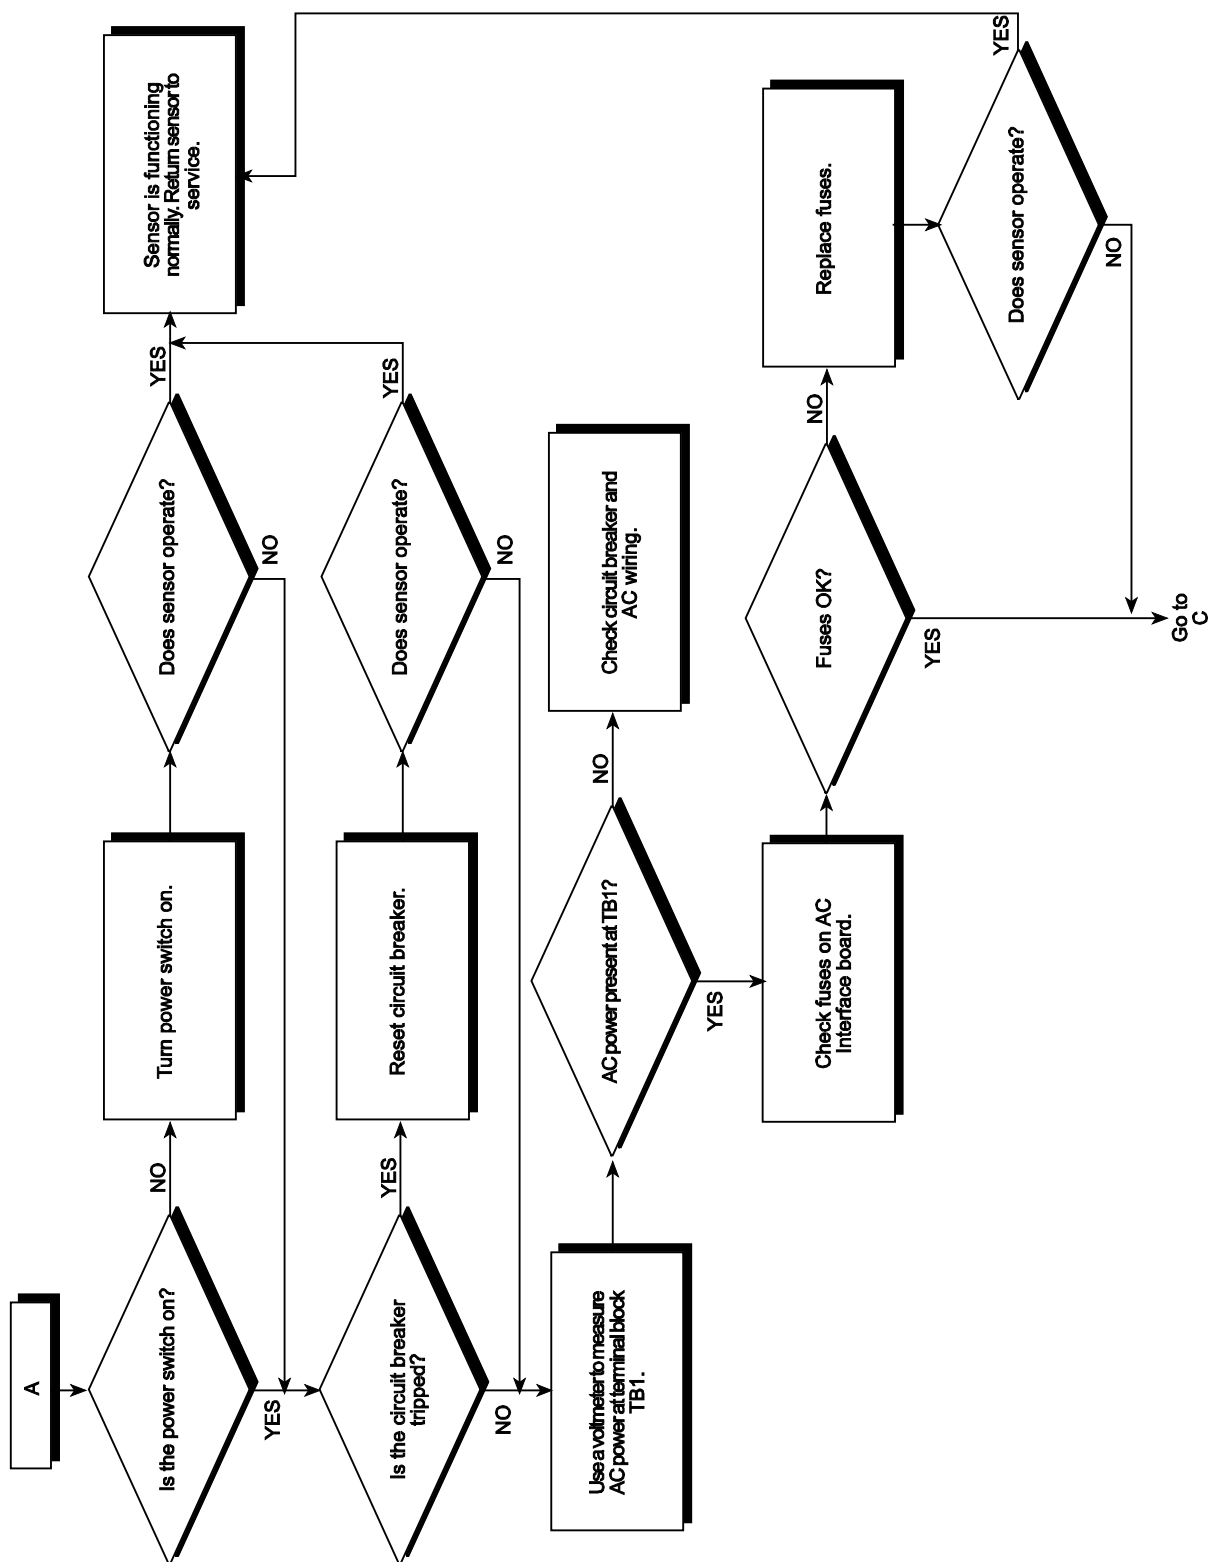 A
Is the power switch on?
NO
Turn power switch on.
Does sensor operate?
YES
Sensor is functioning
normally. Return sensor to
service.
NO
YES
Is the circuit breaker
tripped?
YES
Reset circuit breaker.
Does sensor operate?
YES
NO
NO
Use a voltmeter to measure
AC power at terminal block
TB1.
AC power present at TB1?
NO
Check circuit breaker and
AC wiring.
YES
Check fuses on AC
Interface board.
Fuses OK?
NO
Replace fuses.
Does sensor operate?
YES
NO
YES
Go to
C